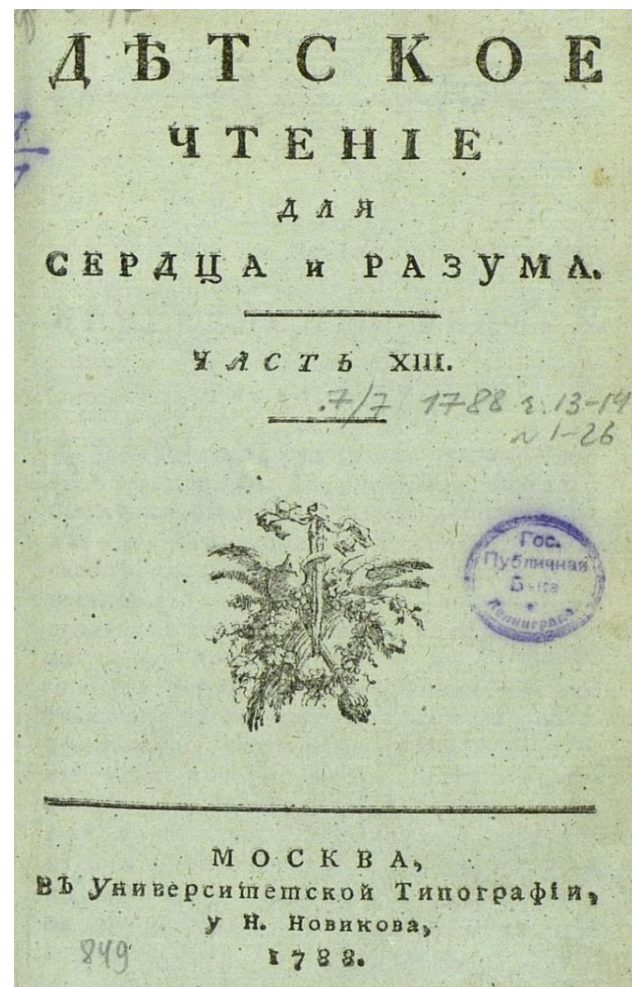 ДѢТСКОЕ
ЧТЕНІЕ
ДЛЯ
СЕРДЦА и РАЗУМА.
ЧАСТЬ XIII.
7/7 1788 ч. 13-14
№ 1-26
Гос.
Публичная
Ленинград
МОСКВА,
Въ Университетской Типографіи,
у Н. Новикова,
1788.
849